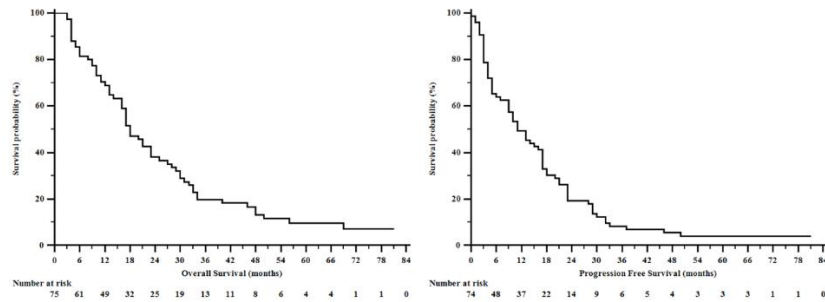 Survival probability (%)
100
80
60
40
20
0
0 6 12 18 24 30 36 42 48 54 60 66 72 78 84
Overall Survival (months)
Number at risk
75 61 49 32 25 19 13 11 8 6 4 4 1 1 0
Survival probability (%)
100
80
60
40
20
0
0 6 12 18 24 30 36 42 48 54 60 66 72 78 84
Progression Free Survival (months)
Number at risk
74 48 37 22 14 9 6 5 4 3 3 3 1 1 0